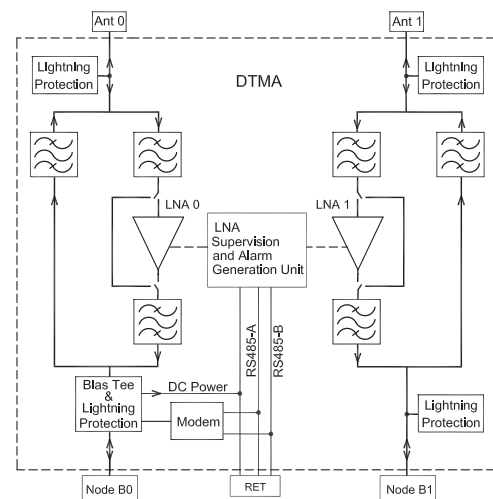 Ant 0
Ant 1
Lightning
Protection
DTMA
Lightning
Protection
LNA 0
LNA 1
LNA
Supervision
and Alarm
Generation Unit
RS485-A
RS485-B
Bias Tee
&
Lightning
Protection
DC Power
Modem
Lightning
Protection
Node B0
RET
Node B1